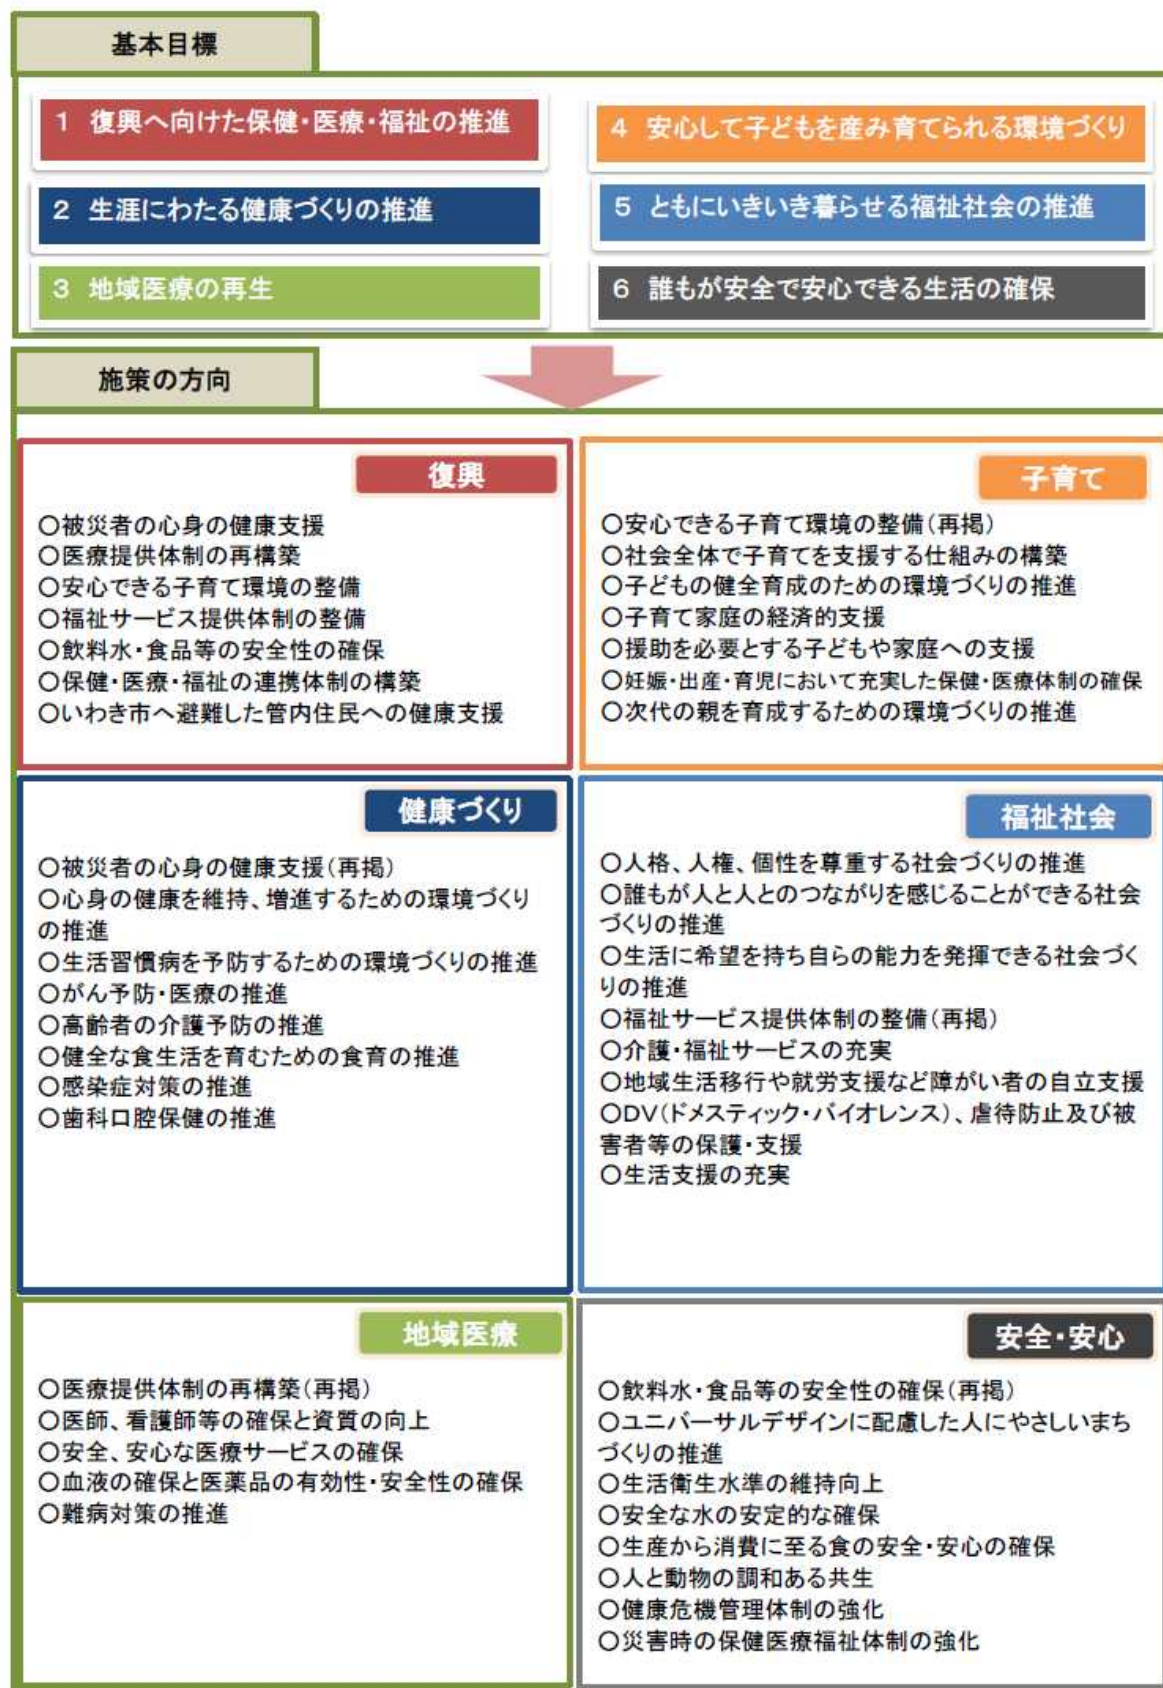 基本目標
1 復興へ向けた保健・医療・福祉の推進
2 生涯にわたる健康づくりの推進
3 地域医療の再生
4 安心して子どもを産み育てられる環境づくり
5 ともにいきいき暮らせる福祉社会の推進
6 誰もが安全で安心できる生活の確保
施策の方向
復興
○被災者の心身の健康支援
○医療提供体制の再構築
○安心できる子育て環境の整備
○福祉サービス提供体制の整備
○飲料水・食品等の安全性の確保
○保健・医療・福祉の連携体制の構築
○いわき市へ避難した管内住民への健康支援
子育て
○安心できる子育て環境の整備(再掲)
○社会全体で子育てを支援する仕組みの構築
○子どもの健全育成のための環境づくりの推進
○子育て家庭の経済的支援
○援助を必要とする子どもや家庭への支援
○妊娠・出産・育児において充実した保健・医療体制の確保
○次代の親を育成するための環境づくりの推進
健康づくり
○被災者の心身の健康支援(再掲)
○心身の健康を維持、増進するための環境づくり
の推進
○生活習慣病を予防するための環境づくりの推進
○がん予防・医療の推進
○高齢者の介護予防の推進
○健全な食生活を育むための食育の推進
○感染症対策の推進
○歯科口腔保健の推進
福祉社会
○人格、人権、個性を尊重する社会づくりの推進
○誰もが人と人とのつながりを感じることができる社会
づくりの推進
○生活に希望を持ち自らの能力を発揮できる社会づく
りの推進
○福祉サービス提供体制の整備(再掲)
○介護・福祉サービスの充実
○地域生活移行や就労支援など障がい者の自立支援
○DV(ドメスティック・バイオレンス)、虐待防止及び被
害者等の保護・支援
○生活支援の充実
地域医療
○医療提供体制の再構築(再掲)
○医師、看護師等の確保と資質の向上
○安全、安心な医療サービスの確保
○血液の確保と医薬品の有効性・安全性の確保
○難病対策の推進
安全・安心
○飲料水・食品等の安全性の確保(再掲)
○ユニバーサルデザインに配慮した人にやさしいまち
づくりの推進
○生活衛生水準の維持向上
○安全な水の安定的な確保
○生産から消費に至る食の安全・安心の確保
○人と動物の調和ある共生
○健康危機管理体制の強化
○災害時の保健医療福祉体制の強化